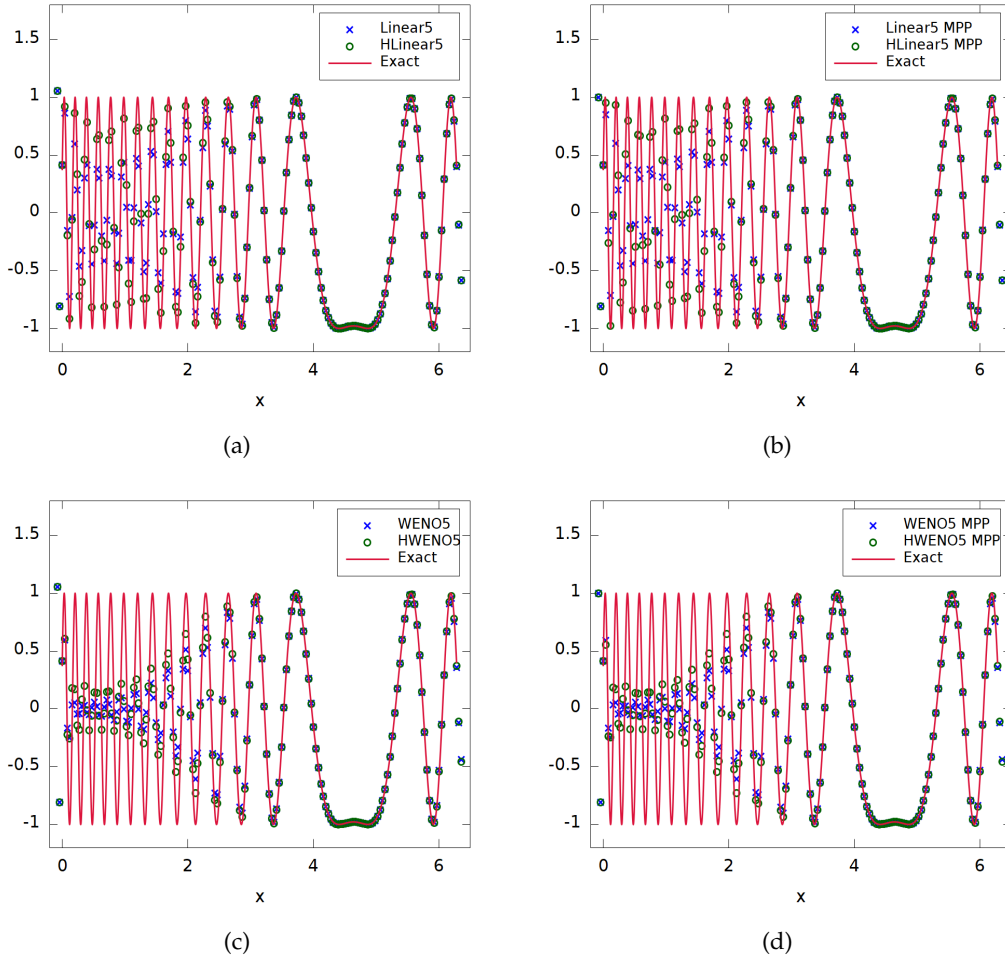 Linear5
HLinear5
Exact
1.5
1
0.5
0
-0.5
-1
0 2 4 6
x
(a)
Linear5 MPP
HLinear5 MPP
Exact
1.5
1
0.5
0
-0.5
-1
0 2 4 6
x
(b)
WENO5
HWENO5
Exact
1.5
1
0.5
0
-0.5
-1
0 2 4 6
x
(c)
WENO5 MPP
HWENO5 MPP
Exact
1.5
1
0.5
0
-0.5
-1
0 2 4 6
x
(d)